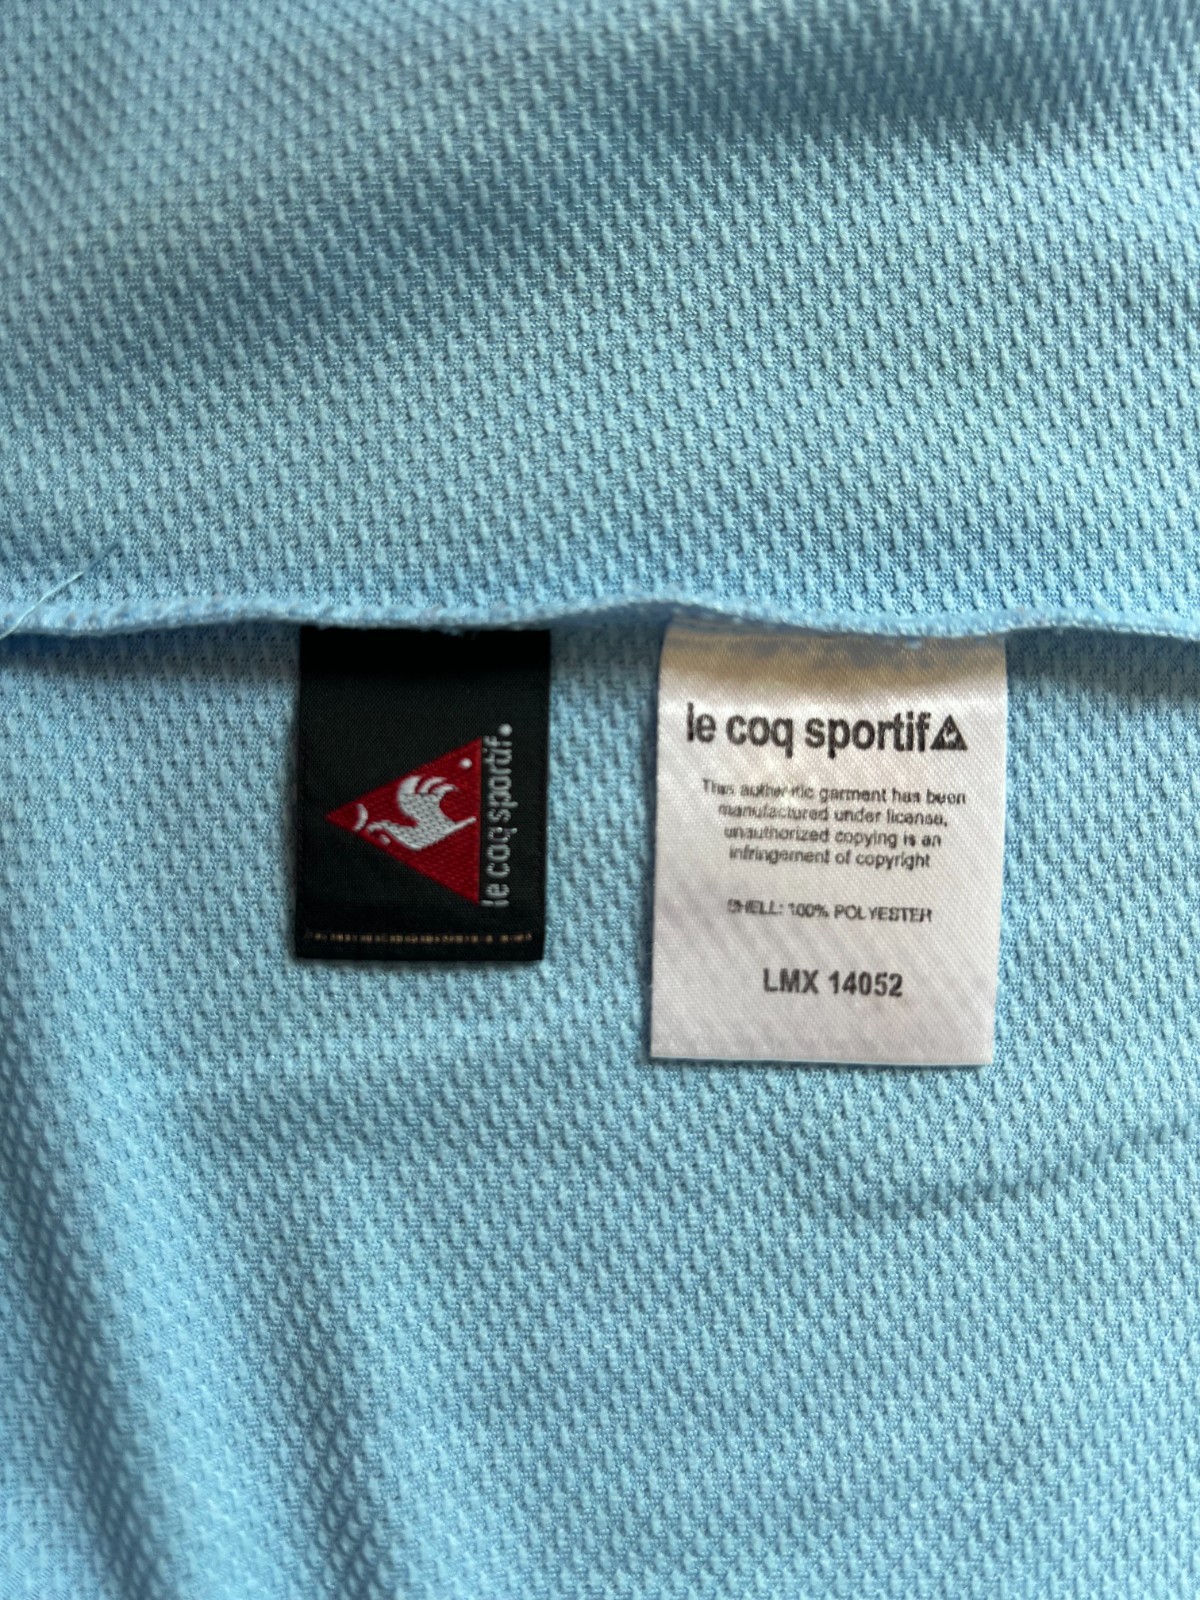 le coq sportif
le coq sportif
This authentic garment has been
manufactured under license,
unauthorized copying is an
infringement of copyright
SHELL: 100% POLYESTER
LMX 14052